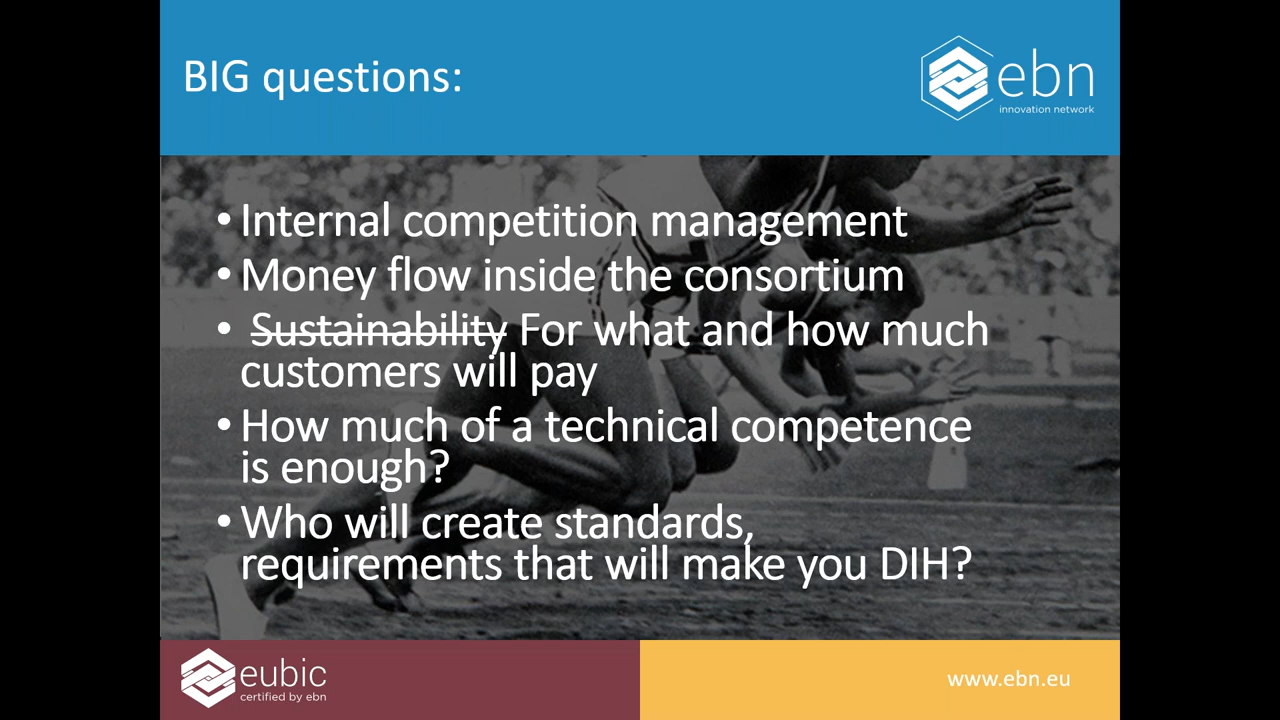 BIG questions:
ebn
innovation network
• Internal competition management
• Money flow inside the consortium
• Sustainability For what and how much
customers will pay
• How much of a technical competence
is enough?
• Who will create standards,
requirements that will make you DIH?
eubic
certified by ebn
www.ebn.eu